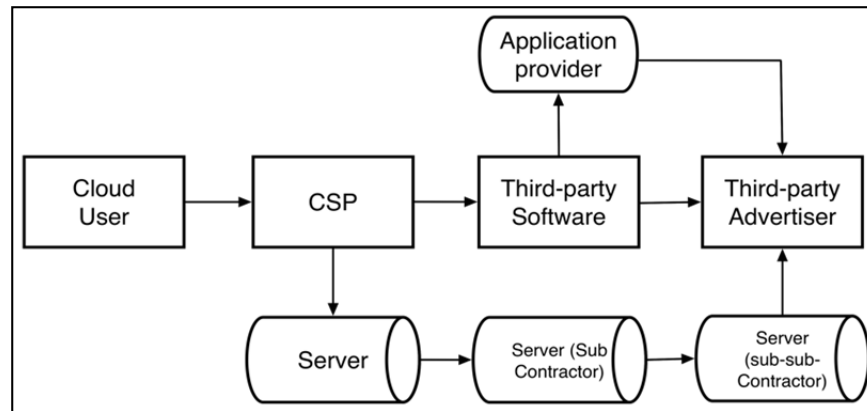 Application
provider
Cloud
User
CSP
Third-party
Software
Third-party
Advertiser
Server
Server (Sub
Contractor)
Server
(sub-sub-
Contractor)